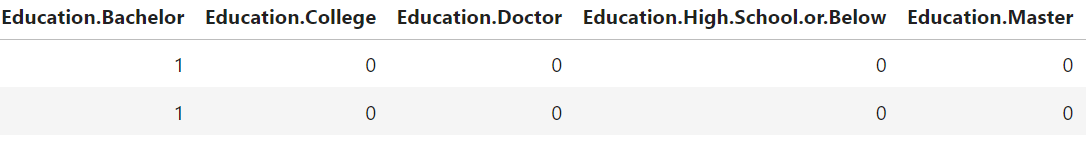 Education.Bachelor Education.College Education.Doctor Education.High.School.or.Below Education.Master
1 0 0 0 0
1 0 0 0 0